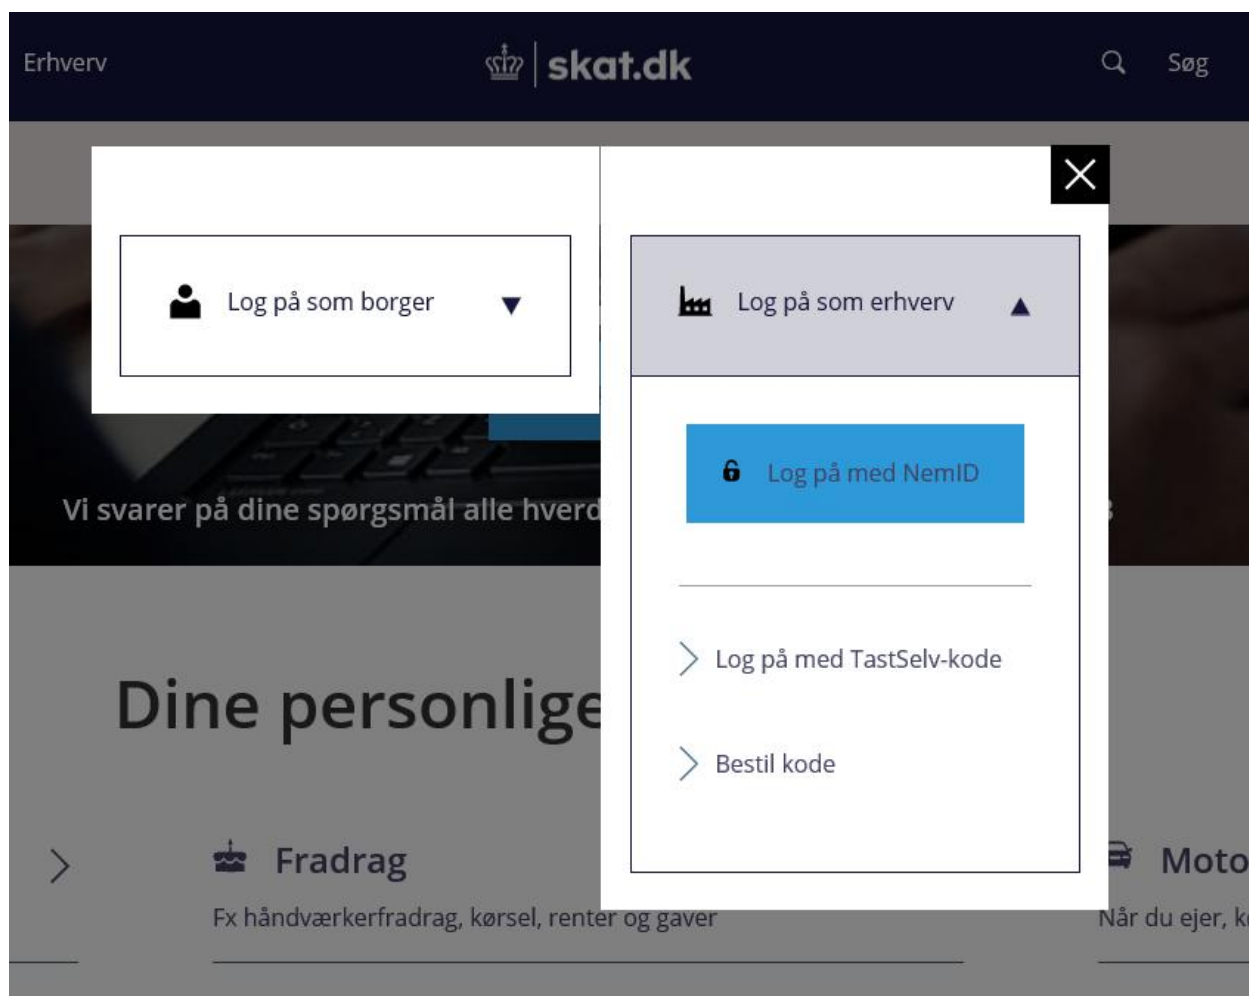 Erhverv
skat.dk
Søg
Log på som borger
Log på som erhverv
Log på med NemID
Vi svarer på dine spørgsmål alle hverd
Log på med TastSelv-kode
Dine personlige
Bestil kode
Fradrag
Moto
Fx håndværkerfradrag, kørsel, renter og gaver
Når du ejer, k